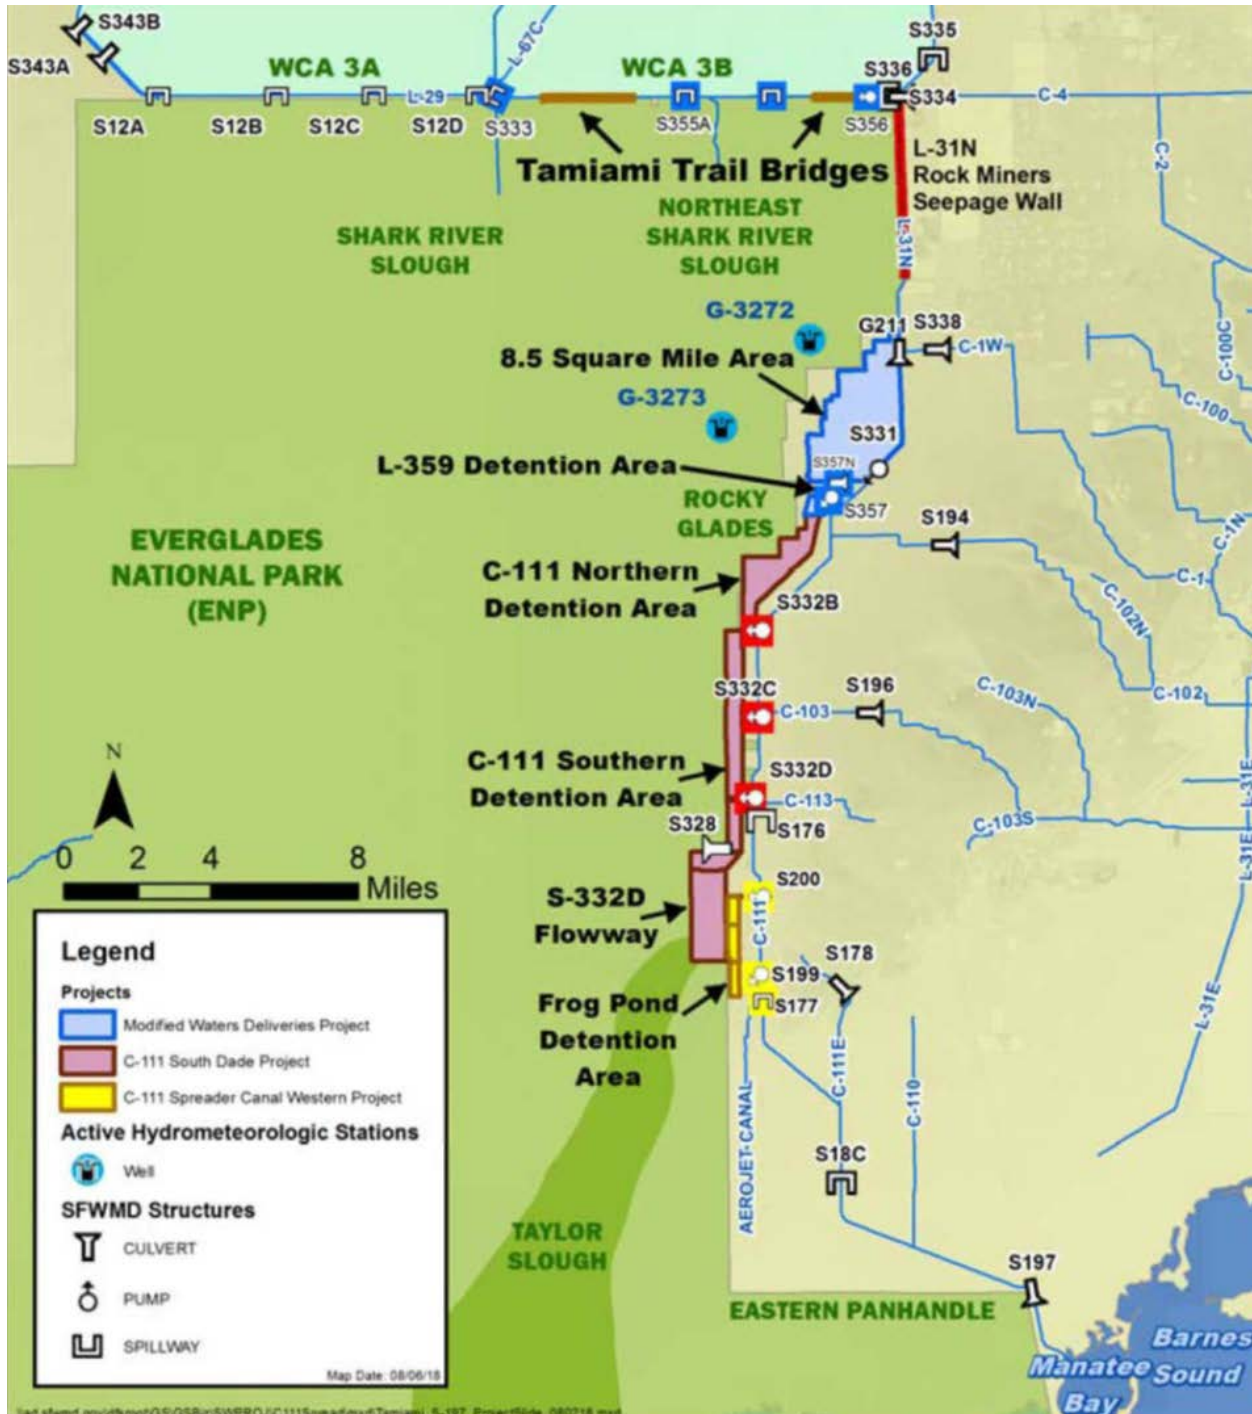 S343B
S343A
WCA 3A
L-67C
WCA 3B
S335
S336
S334
S12A
S12B
S12C
L-29
S12D
S333
S355A
S356
C-4
C-2
Tamiami Trail Bridges
L-31N
Rock Miners
Seepage Wall
SHARK RIVER
SLOUGH
NORTHEAST
SHARK RIVER
SLOUGH
L-31N
G-3272
G211
S338
C-1W
C-100C
8.5 Square Mile Area
G-3273
C-100
S331
L-359 Detention Area
S357N
S357
ROCKY
GLADES
S194
C-1N
EVERGLADES
NATIONAL PARK
(ENP)
C-111 Northern
Detention Area
C-1
C-102N
S332B
S332C
S196
C-103
C-103N
C-102
C-111 Southern
Detention Area
S332D
C-113
L-31E
N
S328
S176
C-103S
L-31E
0 2 4 8
Miles
S-332D
Flowway
S200
C-111
S178
S199
S177
Frog Pond
Detention
Area
L-31E
C-111E
C-110
AEROJET-CANAL
S18C
TAYLOR
SLOUGH
S197
EASTERN PANHANDLE
Barnes
Sound
Manatee
Bay
Legend
Projects
Modified Waters Deliveries Project
C-111 South Dade Project
C-111 Spreader Canal Western Project
Active Hydrometeorologic Stations
Well
SFWMD Structures
CULVERT
PUMP
SPILLWAY
Map Date: 08/06/18